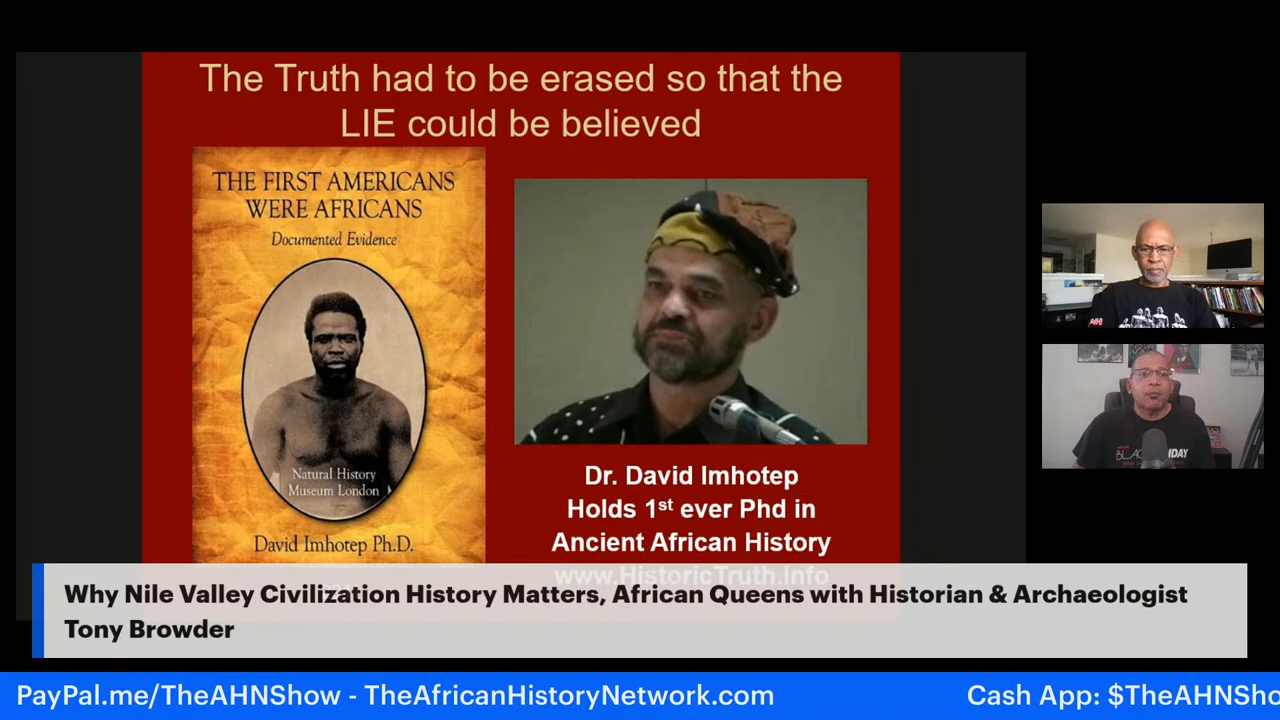 The Truth had to be erased so that the
LIE could be believed
THE FIRST AMERICANS
WERE AFRICANS
Documented Evidence
Natural History
Museum London
David Imhotep Ph.D.
Dr. David Imhotep
Holds 1st ever Phd in
Ancient African History
www.HistoricTruth.Info
Why Nile Valley Civilization History Matters, African Queens with Historian & Archaeologist
Tony Browder
PayPal.me/TheAHNShow - TheAfricanHistoryNetwork.com
Cash App: $TheAHNSho